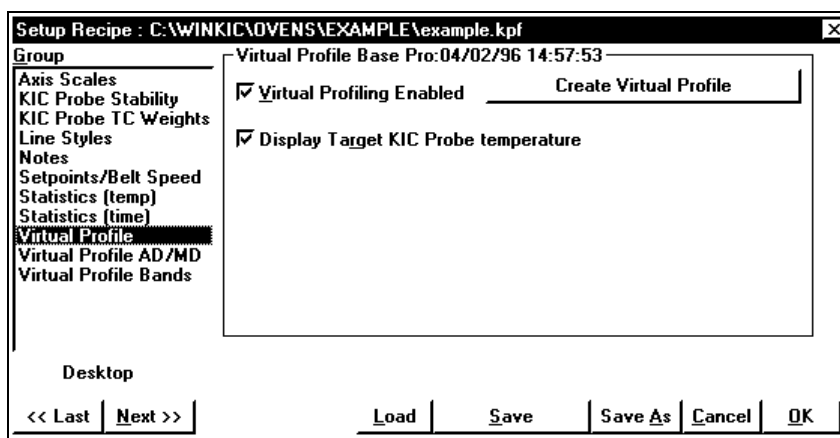 Setup Recipe : C:\WINKIC\OVENS\EXAMPLE\example.kpf
Group
Axis Scales
KIC Probe Stability
KIC Probe TC Weights
Line Styles
Notes
Setpoints/Belt Speed
Statistics (temp)
Statistics (time)
Virtual Profile
Virtual Profile AD/MD
Virtual Profile Bands
Virtual Profile Base Pro:04/02/96 14:57:53
Virtual Profiling Enabled
Create Virtual Profile
Display Target KIC Probe temperature
Desktop
<< Last
Next >>
Load
Save
Save As
Cancel
OK